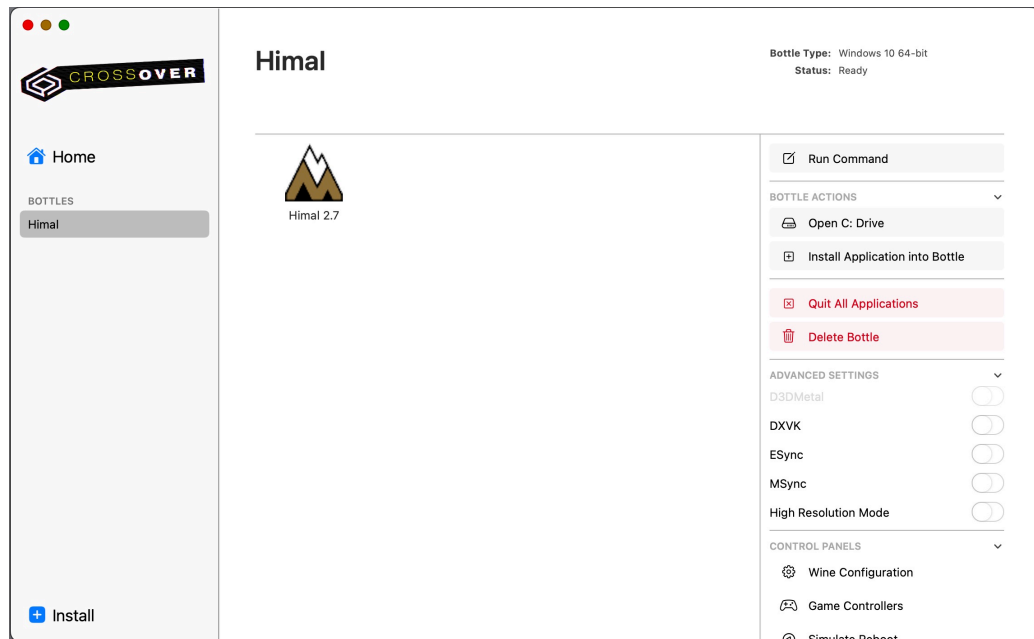 CROSSOVER
Home
BOTTLES
Himal
Install
Himal
Bottle Type: Windows 10 64-bit
Status: Ready
Himal 2.7
Run Command
BOTTLE ACTIONS
Open C: Drive
Install Application into Bottle
Quit All Applications
Delete Bottle
ADVANCED SETTINGS
D3DMetal
DXVK
ESync
MSync
High Resolution Mode
CONTROL PANELS
Wine Configuration
Game Controllers
Simulate Reboot